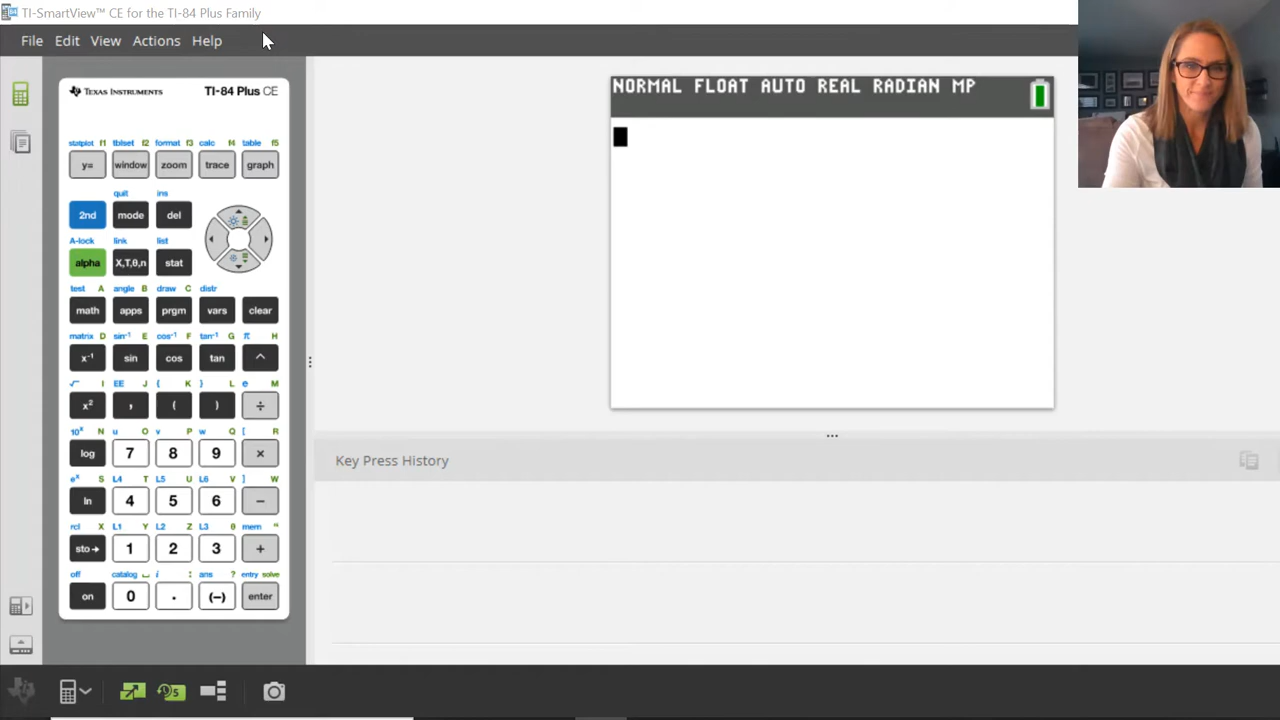 TI-SmartView™ CE for the TI-84 Plus Family
File Edit View Actions Help
TEXAS INSTRUMENTS TI-84 Plus CE
NORMAL FLOAT AUTO REAL RADIAN MP
statplot f1 tblset f2 format f3 calc f4 table f5
y= window zoom trace graph
quit ins
2nd mode del
A-lock link list
alpha X,T,θ,n stat
test A angle B draw C distr
math apps prgm vars clear
matrix D sin-1 E cos-1 F tan-1 G π H
x-1 sin cos tan ^
√ I EE J { K } L e M
x² , ( ) ÷
10x N u O v P w Q [ R
log 7 8 9 ×
ex S L4 T L5 U L6 V ] W
ln 4 5 6 −
rcl X L1 Y L2 Z L3 θ mem "
sto→ 1 2 3 +
off catalog ⎵ i : ans ? entry solve
on 0 . (−) enter
Key Press History